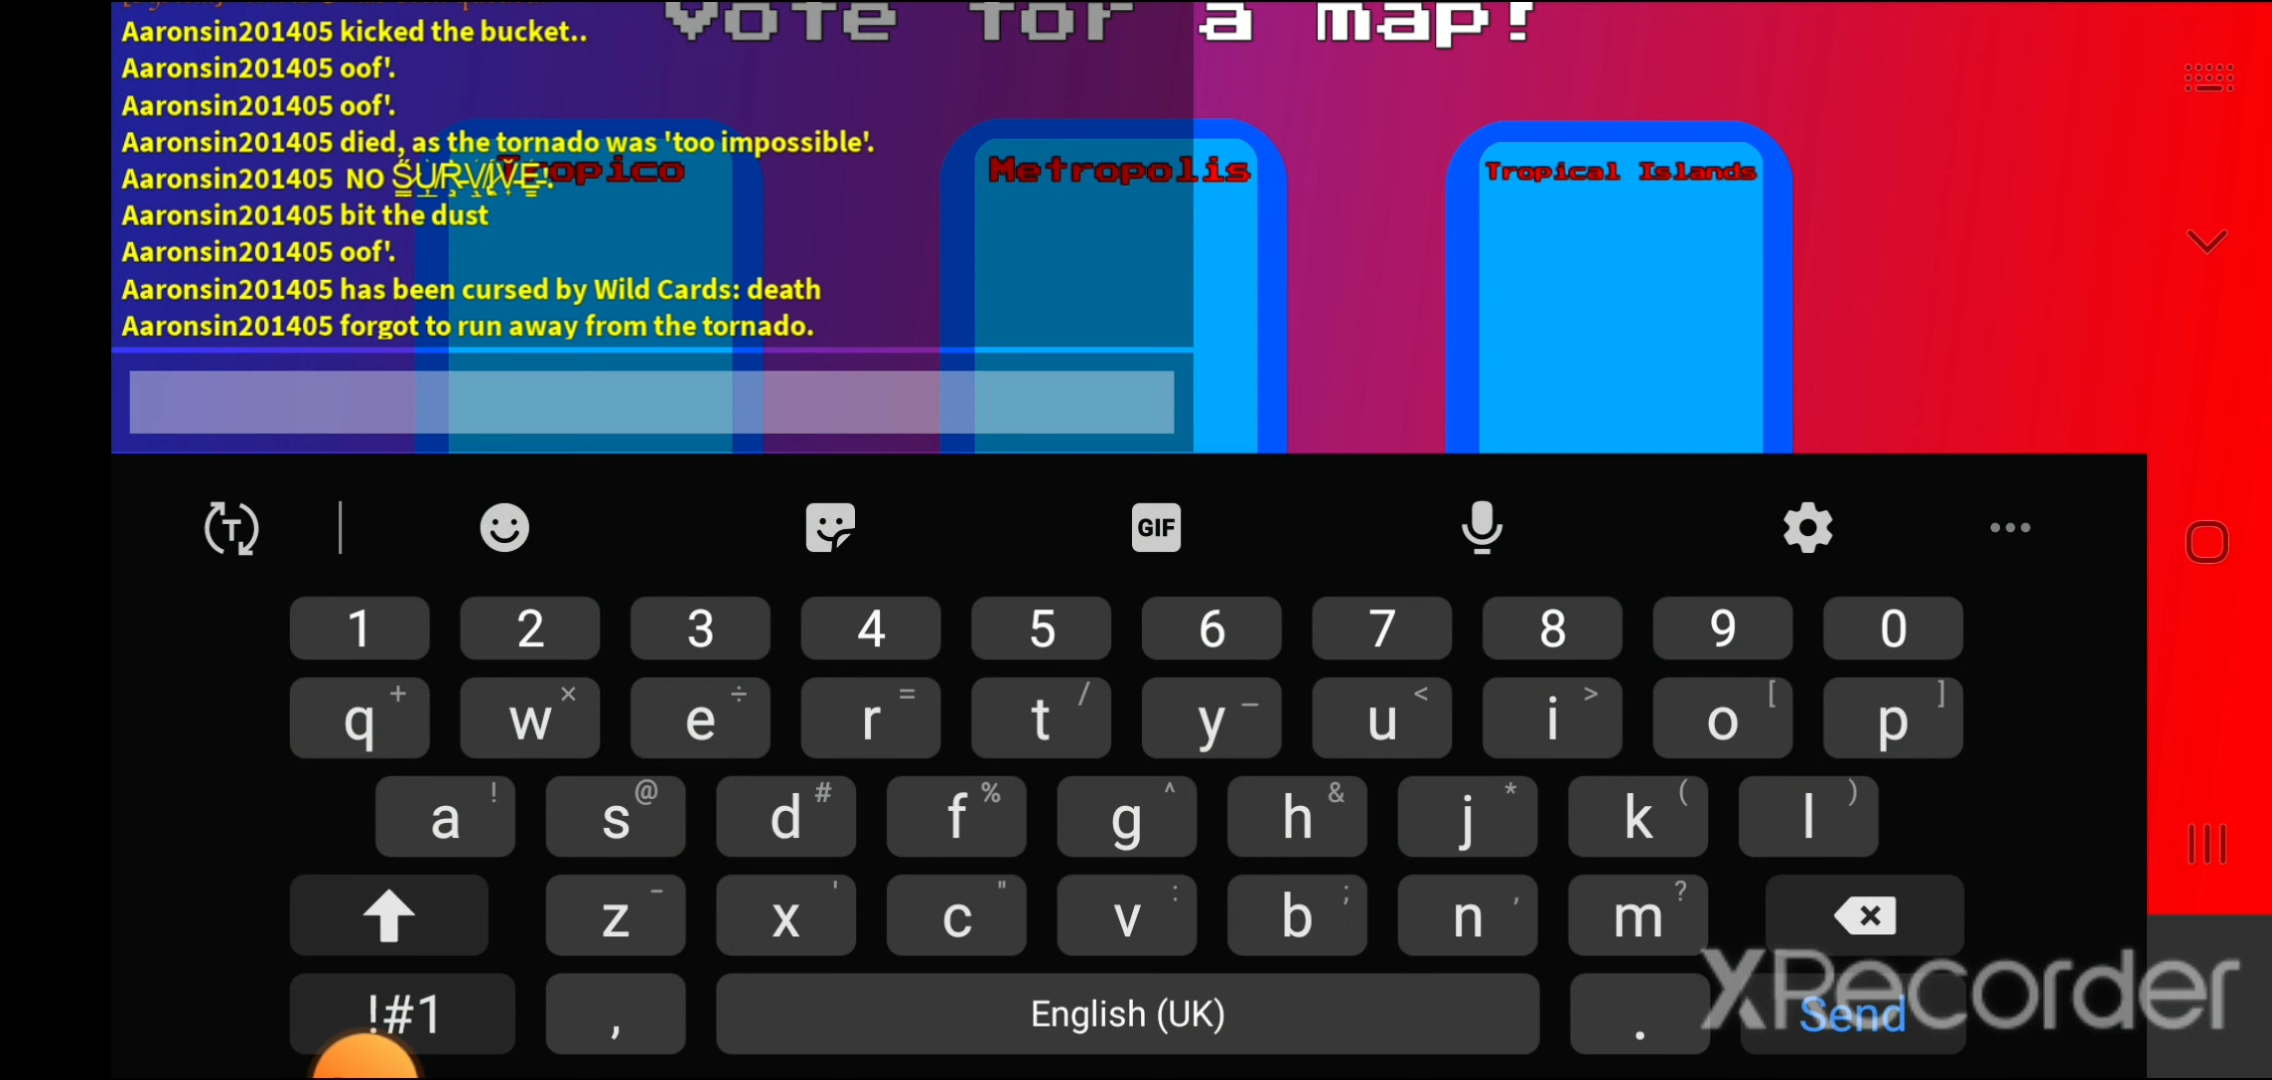 Vote for a map!
Aaronsin201405 kicked the bucket..
Aaronsin201405 oof'.
Aaronsin201405 oof'.
Aaronsin201405 died, as the tornado was 'too impossible'.
Aaronsin201405 NO SURVIVE'.
Tropico
Metropolis
Tropical Islands
Aaronsin201405 bit the dust
Aaronsin201405 oof'.
Aaronsin201405 has been cursed by Wild Cards: death
Aaronsin201405 forgot to run away from the tornado.
T
GIF
1 2 3 4 5 6 7 8 9 0
q + w × e ÷ r = t / y _ u < i > o [ p ]
a ! s @ d # f % g ^ h & j * k ( l )
z - x ' c " v : b ; n , m ?
!#1 , English (UK) . Send
XRecorder